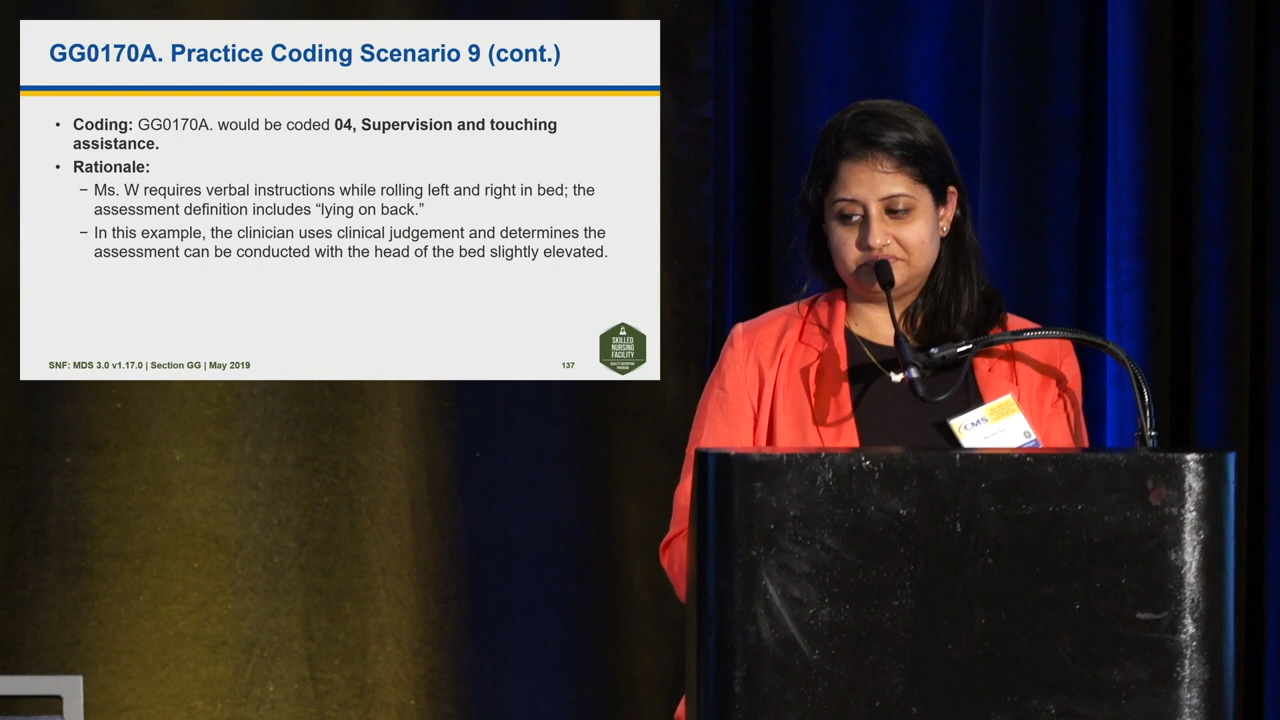 GG0170A. Practice Coding Scenario 9 (cont.)
• Coding: GG0170A. would be coded 04, Supervision and touching
assistance.
• Rationale:
− Ms. W requires verbal instructions while rolling left and right in bed; the
assessment definition includes “lying on back.”
− In this example, the clinician uses clinical judgement and determines the
assessment can be conducted with the head of the bed slightly elevated.
SKILLED
NURSING
FACILITY
QUALITY REPORTING
PROGRAM
SNF: MDS 3.0 v1.17.0 | Section GG | May 2019
137
CMS